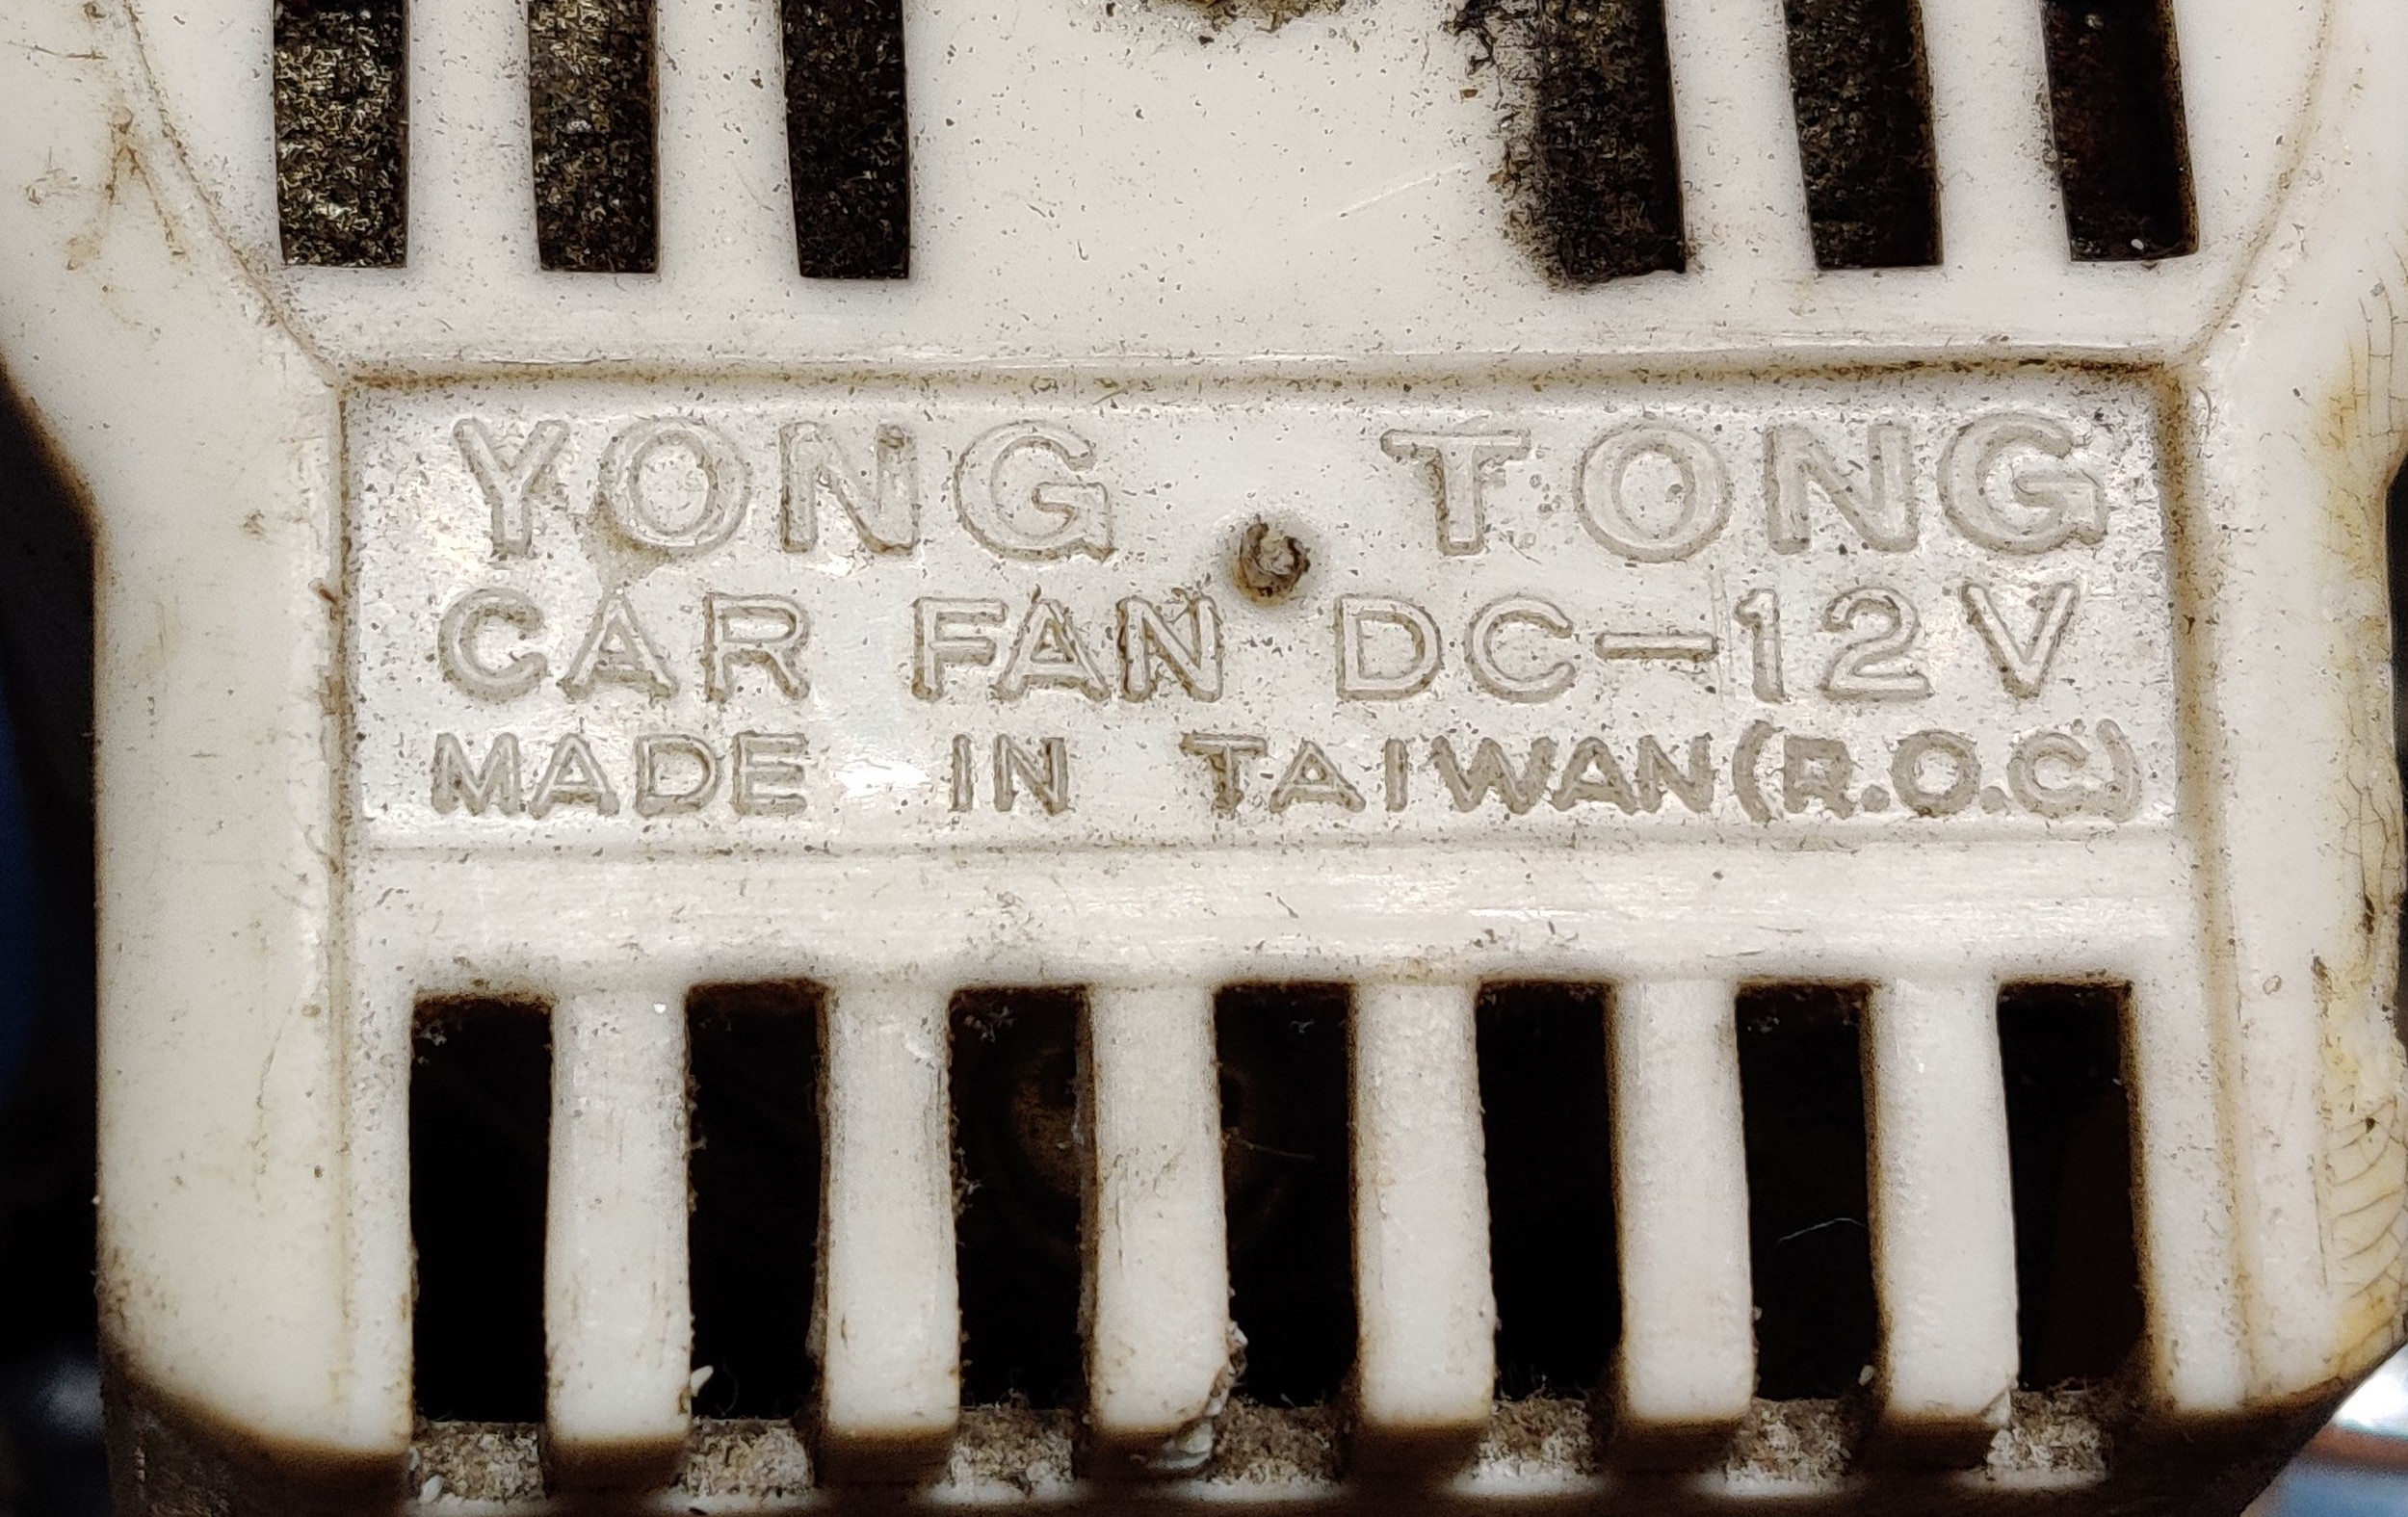 YONG TONG
CAR FAN DC-12V
MADE IN TAIWAN(R.O.C)